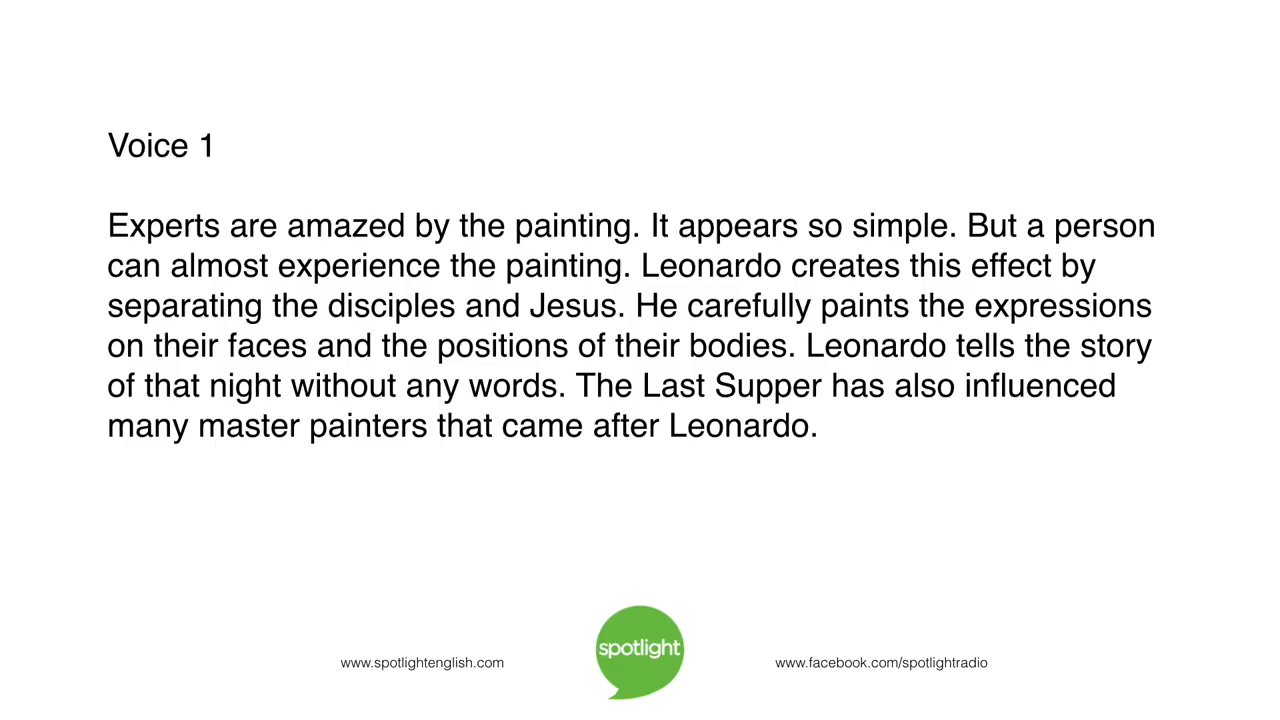 Voice 1
Experts are amazed by the painting. It appears so simple. But a person
can almost experience the painting. Leonardo creates this effect by
separating the disciples and Jesus. He carefully paints the expressions
on their faces and the positions of their bodies. Leonardo tells the story
of that night without any words. The Last Supper has also influenced
many master painters that came after Leonardo.
spotlight
www.spotlightenglish.com
www.facebook.com/spotlightradio